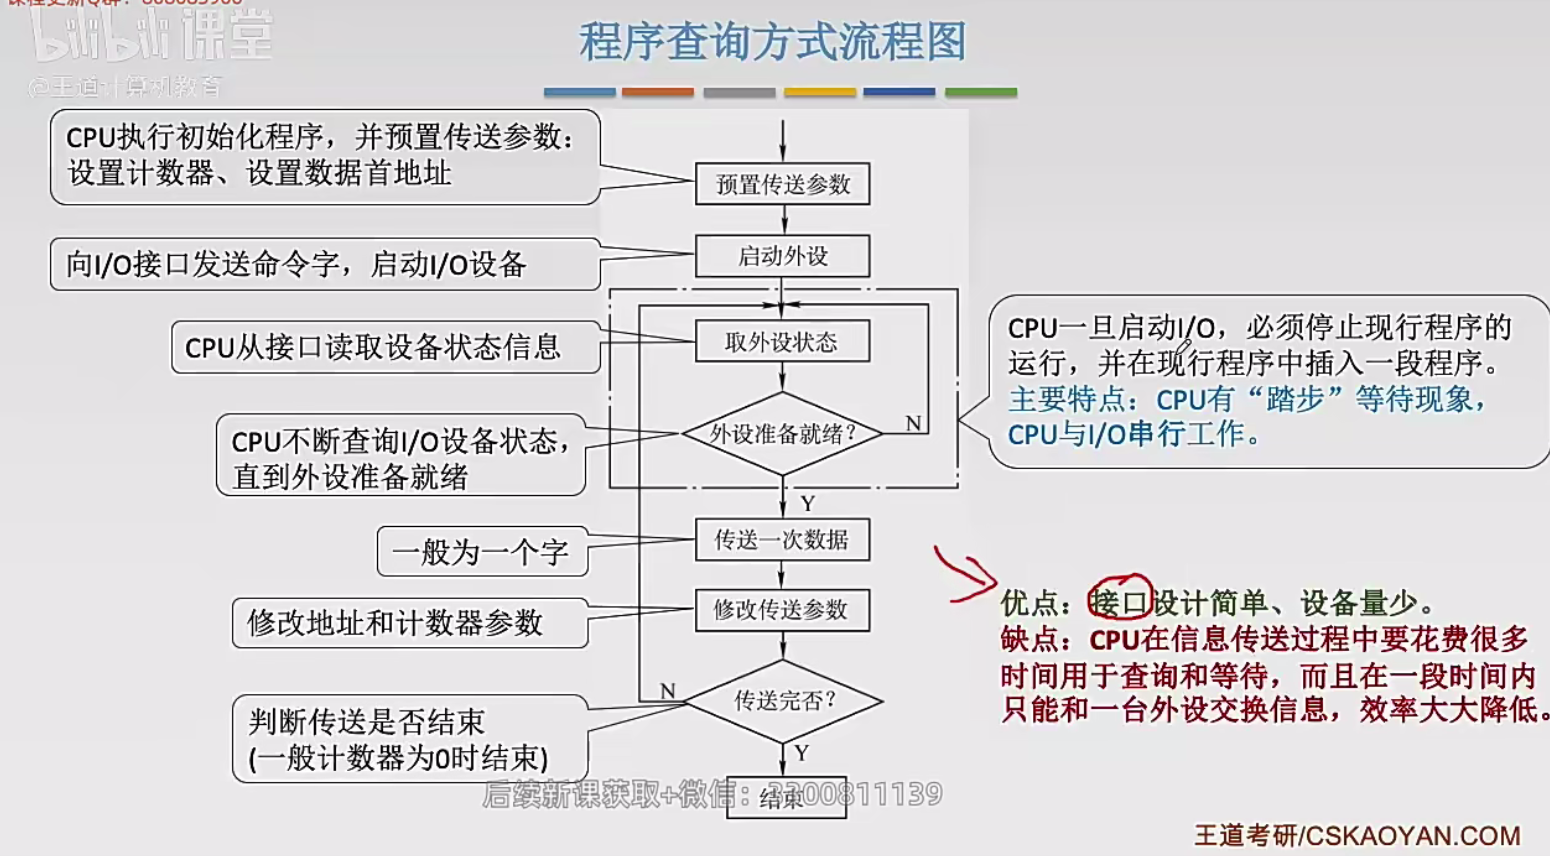 bilibili课堂
@王道计算机教育
程序查询方式流程图
CPU执行初始化程序，并预置传送参数：
设置计数器、设置数据首地址
预置传送参数
向I/O接口发送命令字，启动I/O设备
启动外设
CPU从接口读取设备状态信息
取外设状态
CPU一旦启动I/O，必须停止现行程序的
运行，并在现行程序中插入一段程序。
主要特点：CPU有“踏步”等待现象，
CPU与I/O串行工作。
CPU不断查询I/O设备状态，
直到外设准备就绪
外设准备就绪？
N
Y
一般为一个字
传送一次数据
修改地址和计数器参数
修改传送参数
优点：接口设计简单、设备量少。
缺点：CPU在信息传送过程中要花费很多
时间用于查询和等待，而且在一段时间内
只能和一台外设交换信息，效率大大降低。
判断传送是否结束
(一般计数器为0时结束)
N
传送完否？
Y
结束
后续新课获取+微信：3300811139
王道考研/CSKAOYAN.COM